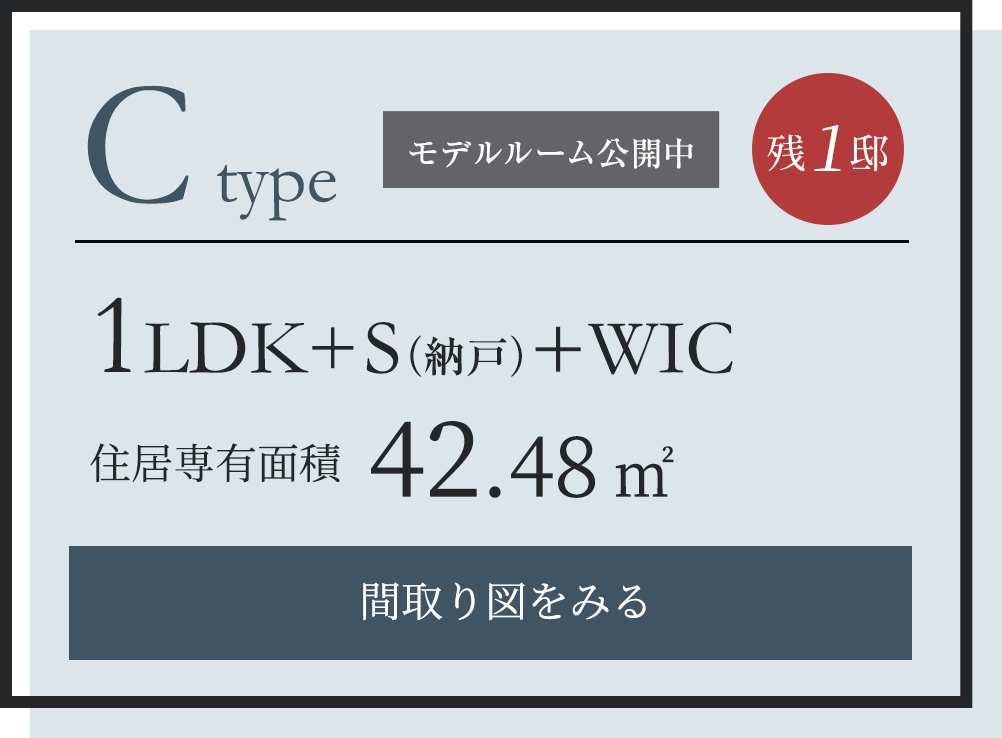 C type
モデルルーム公開中
残1邸
1LDK+S(納戸)+WIC
住居専有面積 42.48㎡
間取り図をみる